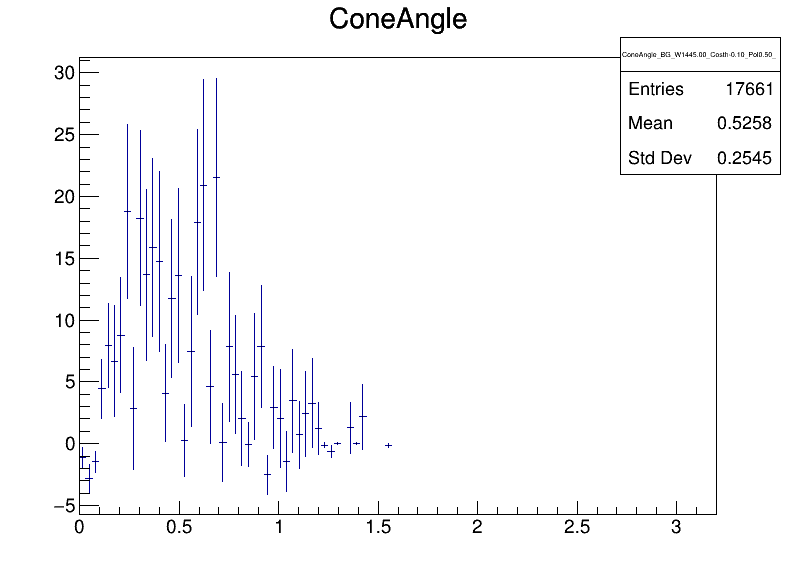 ConeAngle
ConeAngle_BG_W1445.00_Costh-0.10_Pol0.50_
Entries 17661
Mean 0.5258
Std Dev 0.2545
30
25
20
15
10
5
0
−5
0 0.5 1 1.5 2 2.5 3